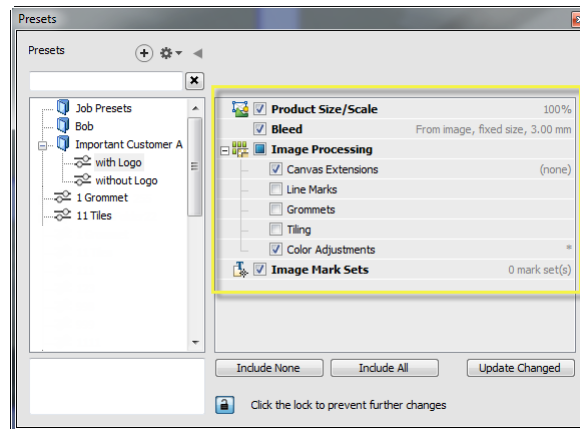 Presets
Presets
Job Presets
Bob
Important Customer A
with Logo
without Logo
1 Grommet
11 Tiles
Product Size/Scale 100%
Bleed From image, fixed size, 3.00 mm
Image Processing
Canvas Extensions (none)
Line Marks
Grommets
Tiling
Color Adjustments *
Image Mark Sets 0 mark set(s)
Include None Include All Update Changed
Click the lock to prevent further changes